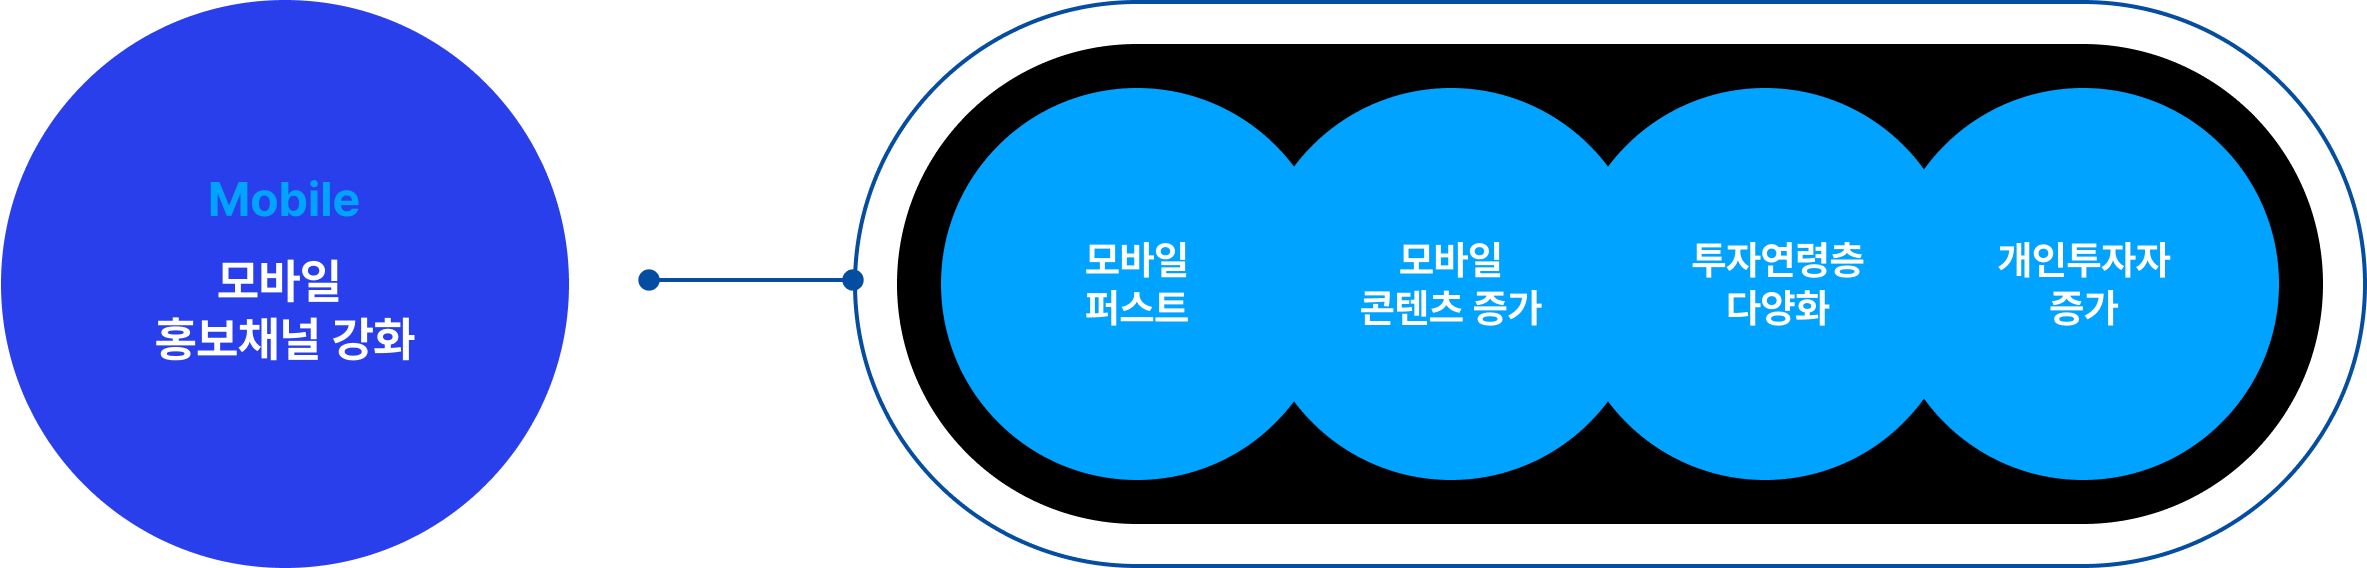 Mobile
모바일
홍보채널 강화
모바일
퍼스트
모바일
콘텐츠 증가
투자연령층
다양화
개인투자자
증가